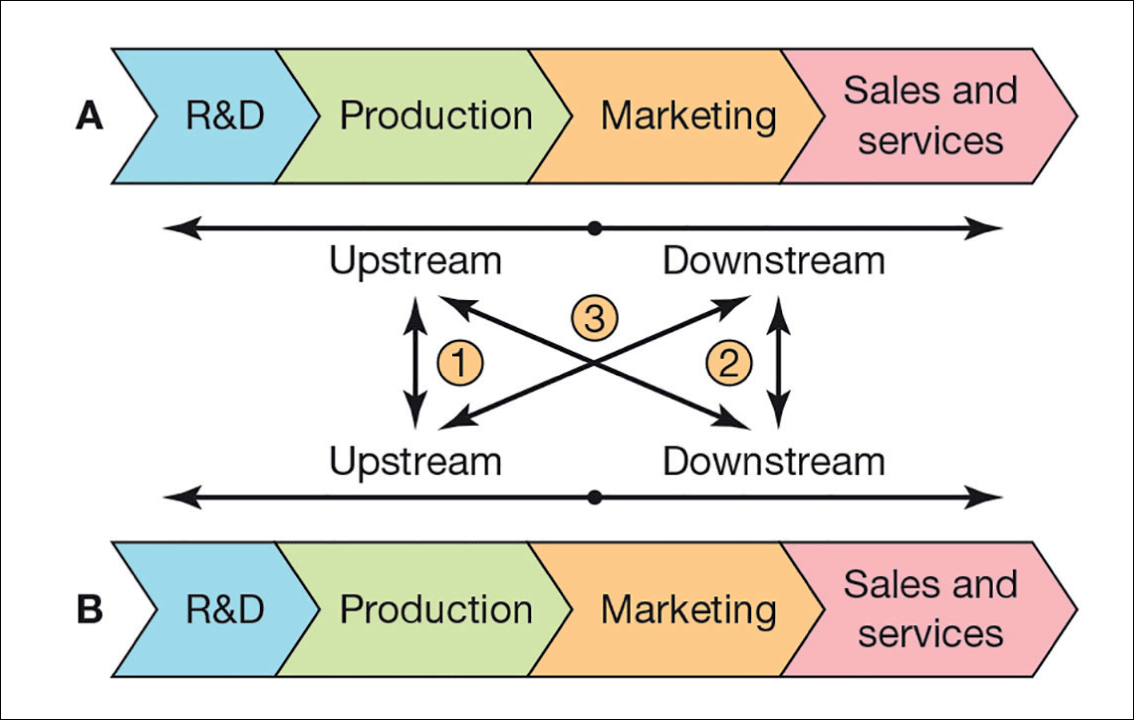 A
R&D
Production
Marketing
Sales and
services
Upstream
Downstream
3
1
2
Upstream
Downstream
B
R&D
Production
Marketing
Sales and
services